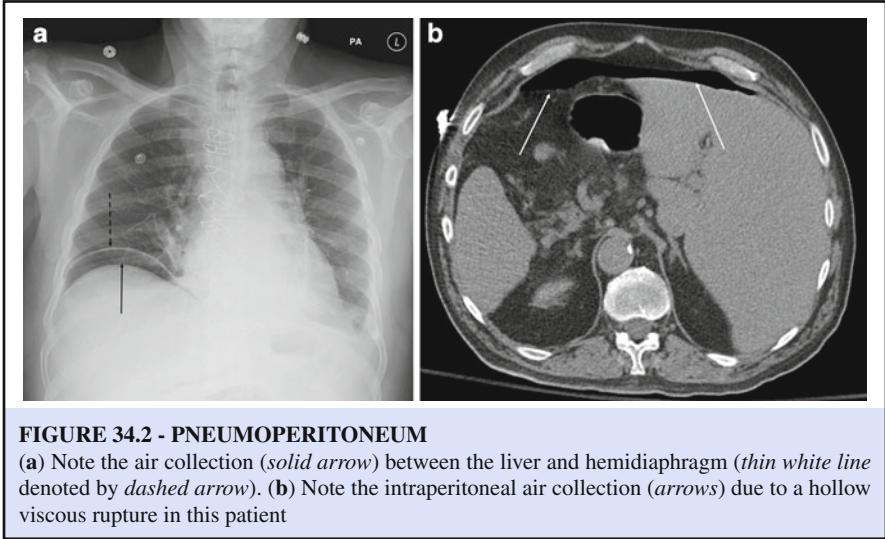 a
PA
L
b
FIGURE 34.2 - PNEUMOPERITONEUM
(a) Note the air collection (solid arrow) between the liver and hemidiaphragm (thin white line
denoted by dashed arrow). (b) Note the intraperitoneal air collection (arrows) due to a hollow
viscous rupture in this patient